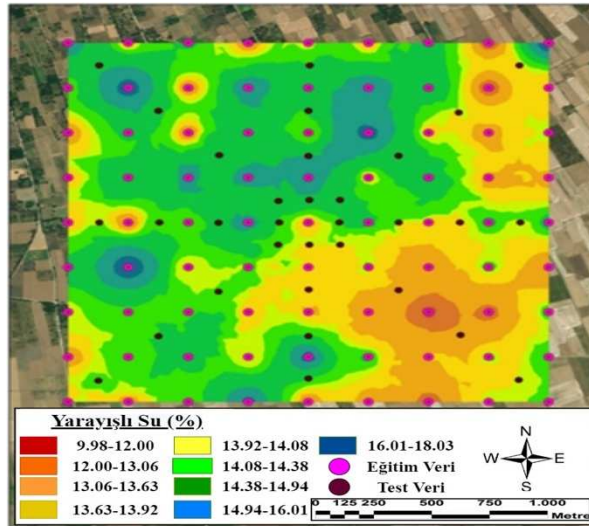 Yarayışlı Su (%)
9.98-12.00
12.00-13.06
13.06-13.63
13.63-13.92
13.92-14.08
14.08-14.38
14.38-14.94
14.94-16.01
16.01-18.03
Eğitim Veri
Test Veri
N
W E
S
0 125 250 500 750 1.000
Metre